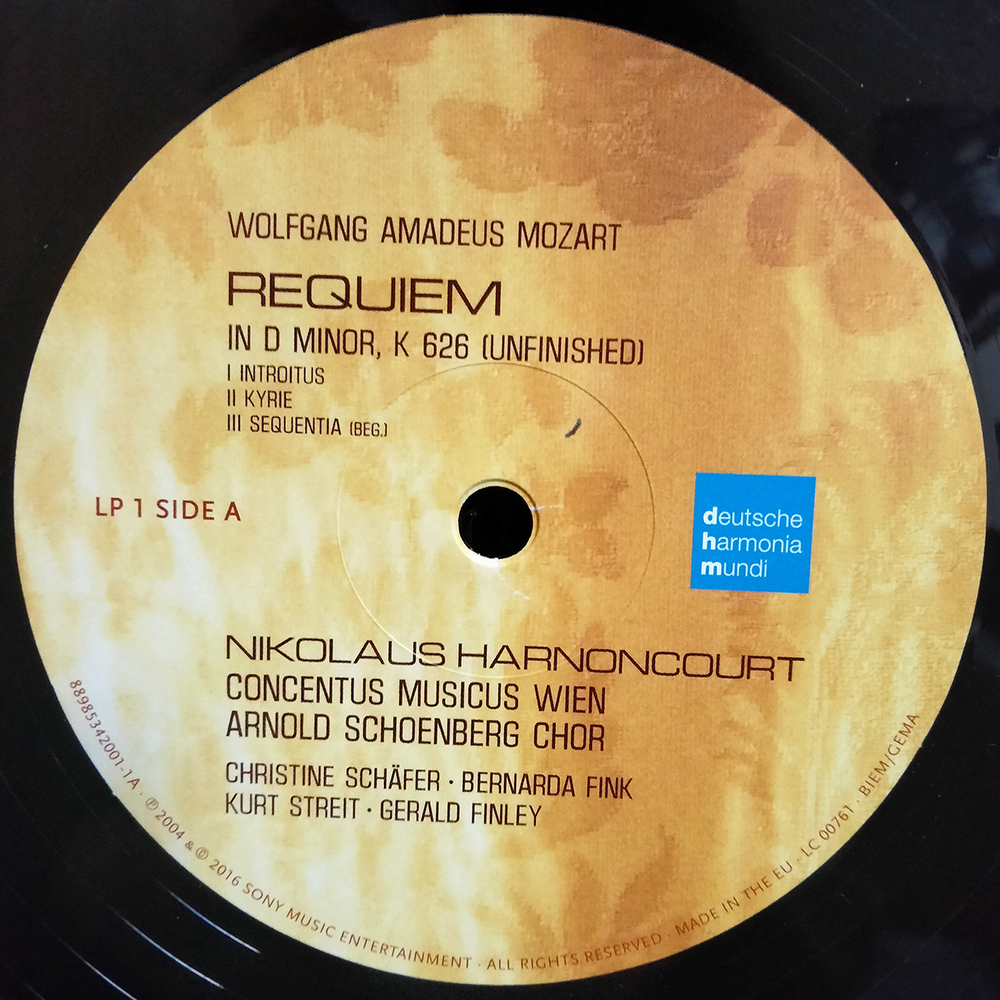 WOLFGANG AMADEUS MOZART
REQUIEM
IN D MINOR, K 626 (UNFINISHED)
I INTROITUS
II KYRIE
III SEQUENTIA (BEG.)
LP 1 SIDE A
deutsche
harmonia
mundi
NIKOLAUS HARNONCOURT
CONCENTUS MUSICUS WIEN
ARNOLD SCHOENBERG CHOR
CHRISTINE SCHÄFER · BERNARDA FINK
KURT STREIT · GERALD FINLEY
88985342001-1A · ℗ 2004 & © 2016 SONY MUSIC ENTERTAINMENT · ALL RIGHTS RESERVED · MADE IN THE EU · LC 00761 · BIEM/GEMA